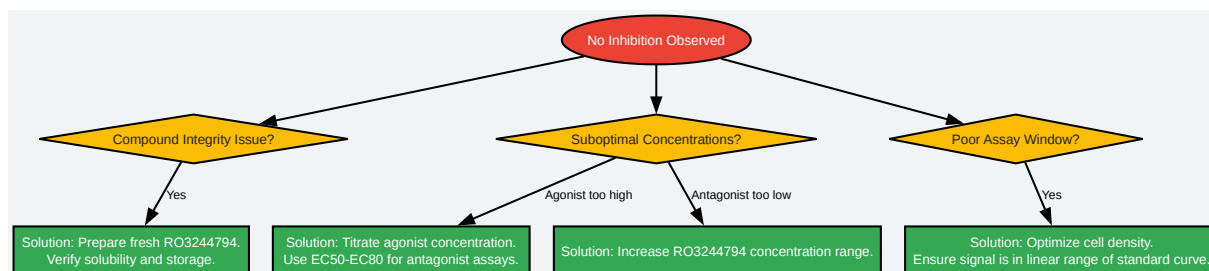 No Inhibition Observed
Compound Integrity Issue?
Suboptimal Concentrations?
Poor Assay Window?
Yes
Agonist too high
Antagonist too low
Yes
Solution: Prepare fresh RO3244794.
Verify solubility and storage.
Solution: Titrate agonist concentration.
Use EC50-EC80 for antagonist assays.
Solution: Increase RO3244794 concentration range.
Solution: Optimize cell density.
Ensure signal is in linear range of standard curve.